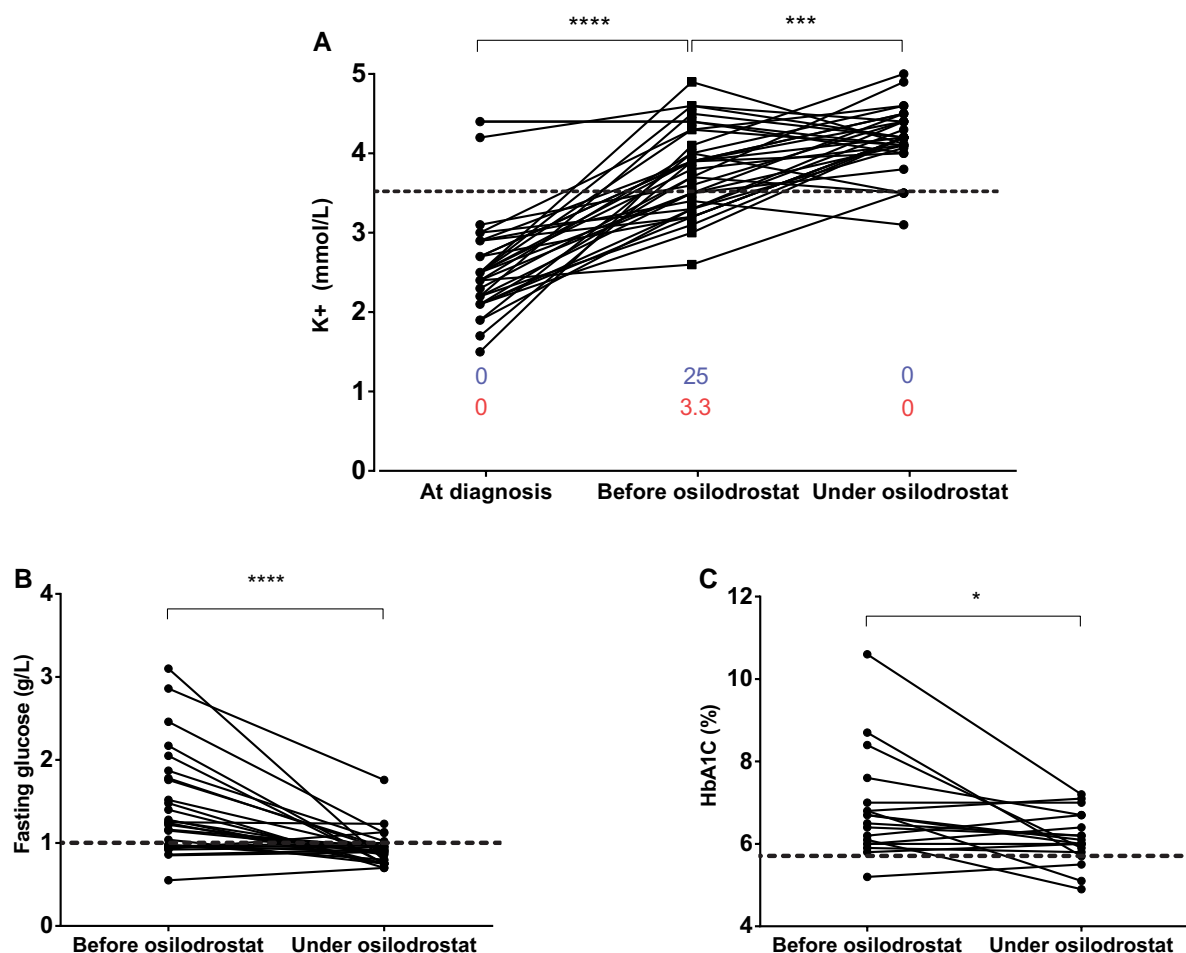 A
**** ***
K+ (mmol/L)
5
4
3
2
1
0
0 25 0
0 3.3 0
At diagnosis Before osilodrostat Under osilodrostat
B
****
Fasting glucose (g/L)
4
3
2
1
0
Before osilodrostat Under osilodrostat
C
*
HbA1C (%)
12
10
8
6
4
Before osilodrostat Under osilodrostat